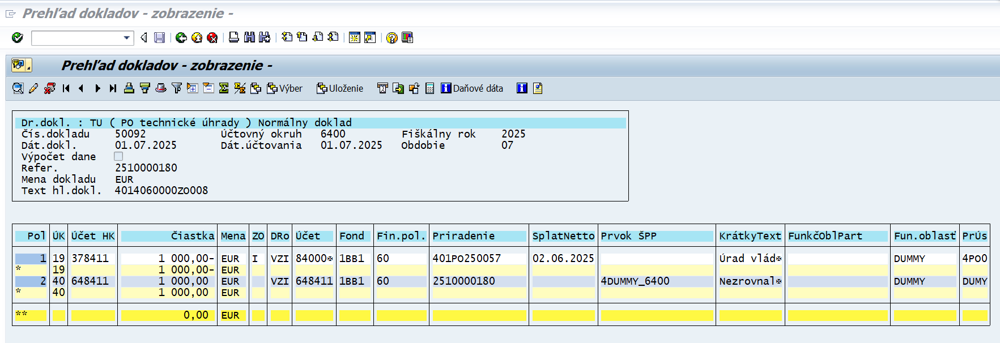 Prehľad dokladov - zobrazenie -
Prehľad dokladov - zobrazenie -
Výber Uloženie Daňové dáta
Dr.dokl. : TU ( PO technické úhrady ) Normálny doklad
Čís.dokladu 50092 Účtovný okruh 6400 Fiškálny rok 2025
Dát.dokl. 01.07.2025 Dát.účtovania 01.07.2025 Obdobie 07
Výpočet dane
Refer. 2510000180
Mena dokladu EUR
Text hl.dokl. 4014060000ZO008
Pol ÚK Účet HK Čiastka Mena ZO DRo Účet Fond Fin.pol. Priradenie SplatNetto Prvok ŠPP KrátkyText FunkčOblPart Fun.oblasť PrÚs
1 19 378411 1 000,00- EUR I VZI 84000 1BB1 60 401PO250057 02.06.2025 Úrad vlád DUMMY 4PO0
* 19 1 000,00- EUR
2 40 648411 1 000,00 EUR VZI 648411 1BB1 60 2510000180 4DUMMY_6400 Nezrovnal DUMMY DUMY
* 40 1 000,00 EUR
** 0,00 EUR